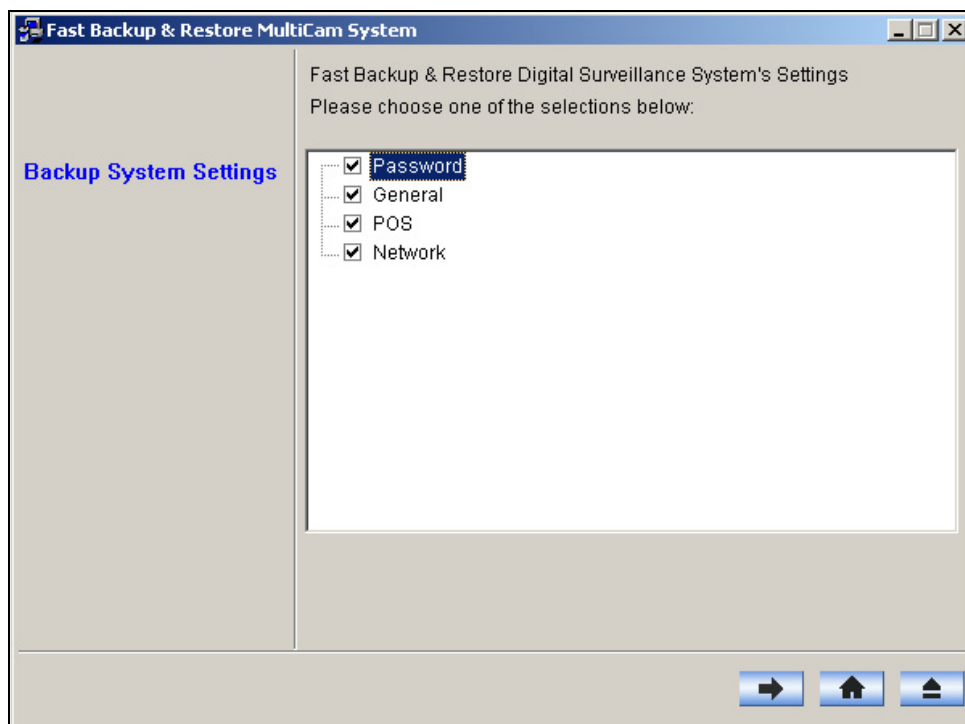 Fast Backup & Restore MultiCam System
Fast Backup & Restore Digital Surveillance System's Settings
Please choose one of the selections below:
Backup System Settings
Password
General
POS
Network